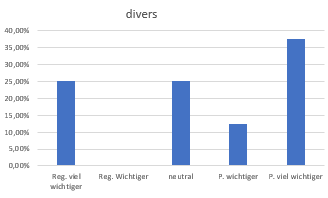 divers
40,00%
35,00%
30,00%
25,00%
20,00%
15,00%
10,00%
5,00%
0,00%
Reg. viel wichtiger
Reg. Wichtiger
neutral
P. wichtiger
P. viel wichtiger